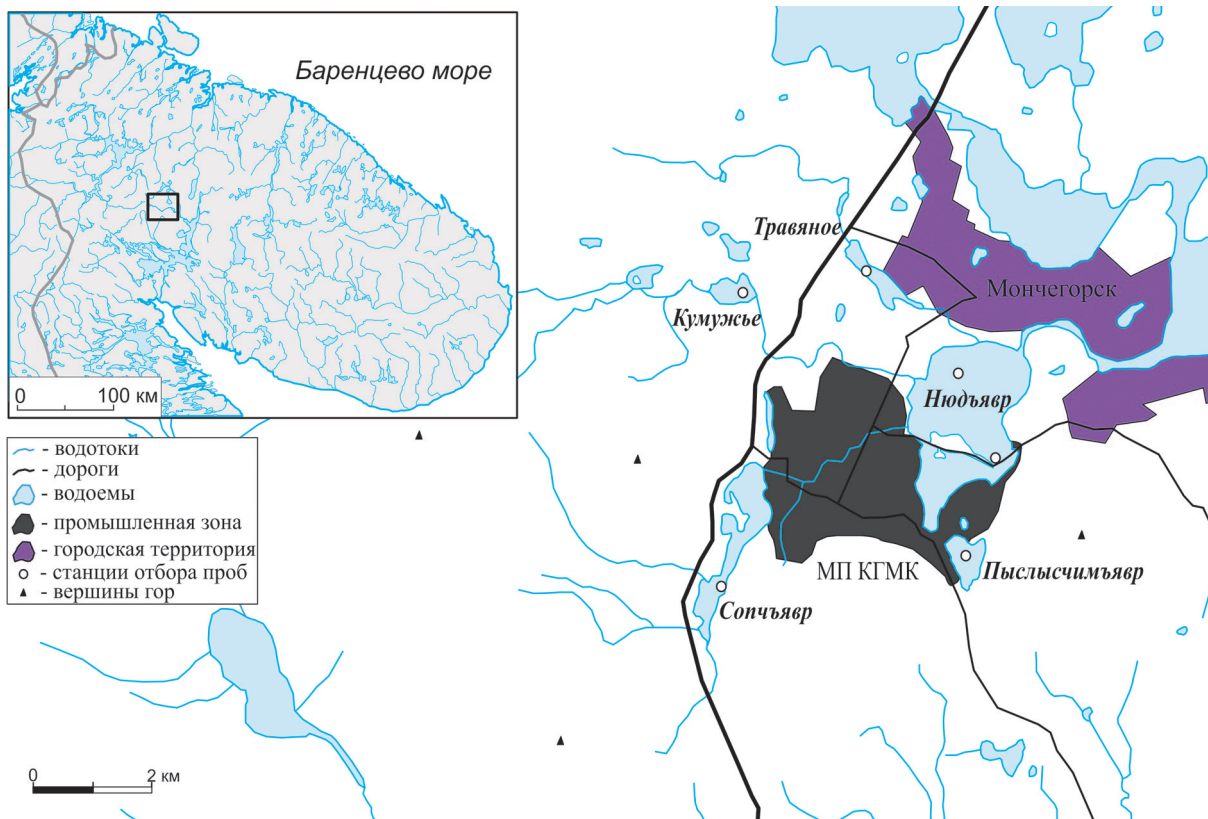 Баренцево море
0 100 км
- водотоки
- дороги
- водоемы
- промышленная зона
- городская территория
- станции отбора проб
- вершины гор
Травяное
Мончегорск
Кумужье
Нюдъявр
МП КГМК
Пыслысчимъявр
Сопчъявр
0 2 км